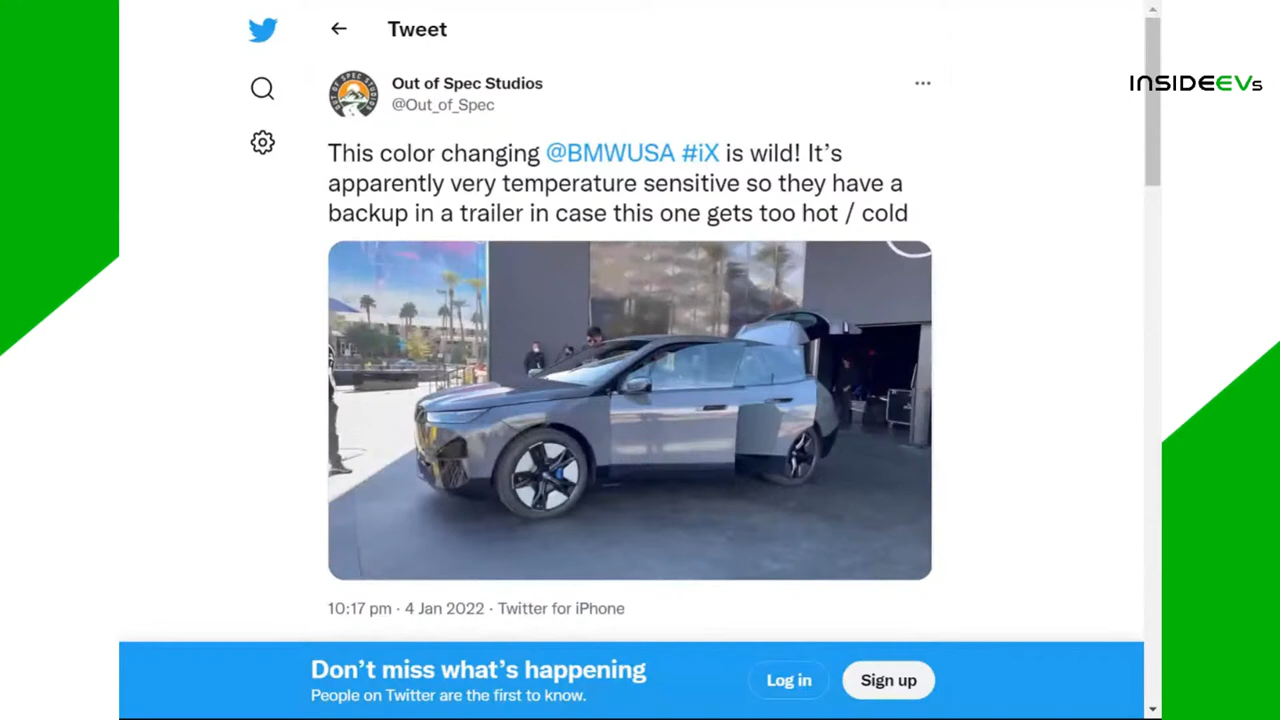 Tweet
INSIDEEVs
Out of Spec Studios
@Out_of_Spec
This color changing @BMWUSA #iX is wild! It's
apparently very temperature sensitive so they have a
backup in a trailer in case this one gets too hot / cold
10:17 pm · 4 Jan 2022 · Twitter for iPhone
Don't miss what's happening
People on Twitter are the first to know.
Log in
Sign up